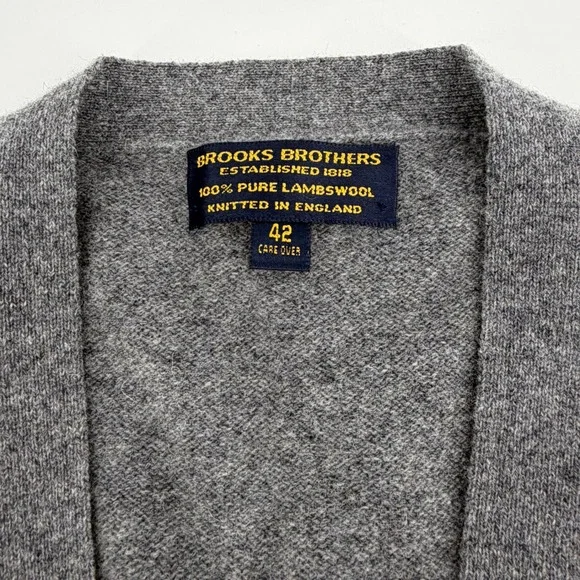 BROOKS BROTHERS
ESTABLISHED 1818
100% PURE LAMBSWOOL
KNITTED IN ENGLAND
42
CARE OVER